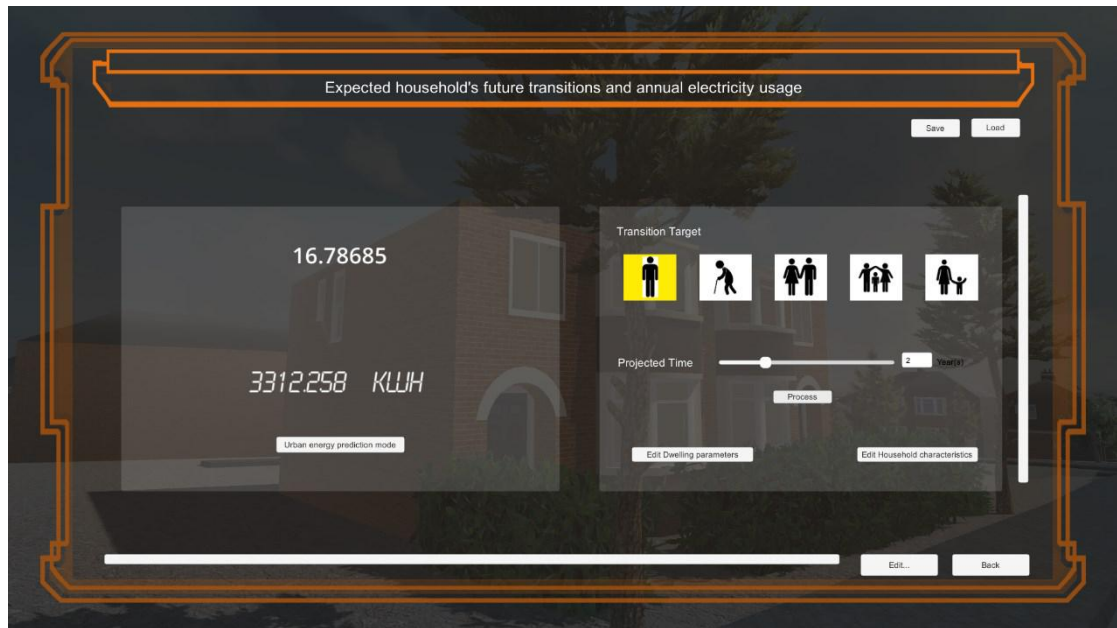 Expected household's future transitions and annual electricity usage
Save
Load
16.78685
3312.258 KWH
Urban energy prediction mode
Transition Target
Projected Time
2
Year(s)
Process
Edit Dwelling parameters
Edit Household characteristics
Edit...
Back